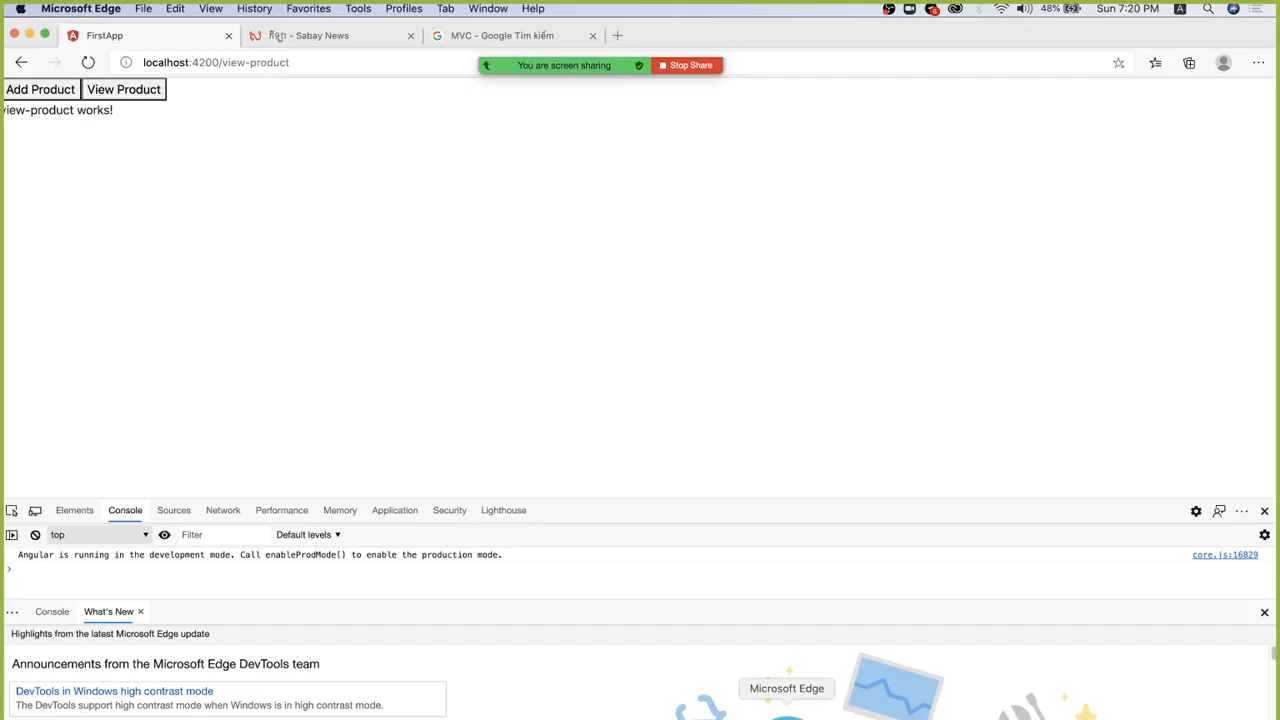 Microsoft Edge File Edit View History Favorites Tools Profiles Tab Window Help 6 48% Sun 7:20 PM A
FirstApp កីឡា - Sabay News MVC - Google Tìm kiếm
localhost:4200/view-product
You are screen sharing Stop Share
Add Product View Product
view-product works!
Elements Console Sources Network Performance Memory Application Security Lighthouse
top Filter Default levels
Angular is running in the development mode. Call enableProdMode() to enable the production mode. core.js:16829
Console What's New
Highlights from the latest Microsoft Edge update
Announcements from the Microsoft Edge DevTools team
DevTools in Windows high contrast mode
The DevTools support high contrast mode when Windows is in high contrast mode.
Microsoft Edge